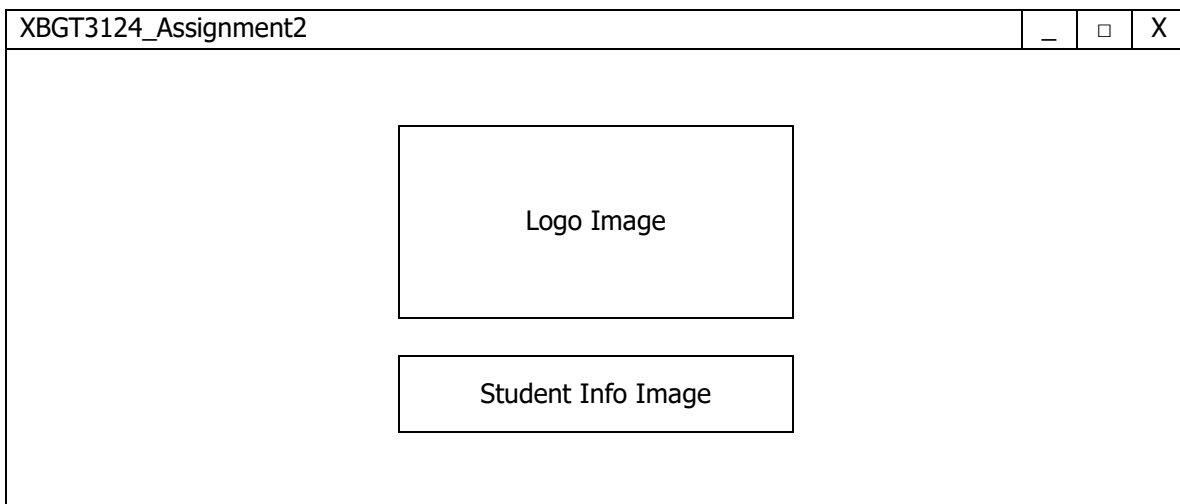 XBGT3124_Assignment2 _ □ X
Logo Image
Student Info Image